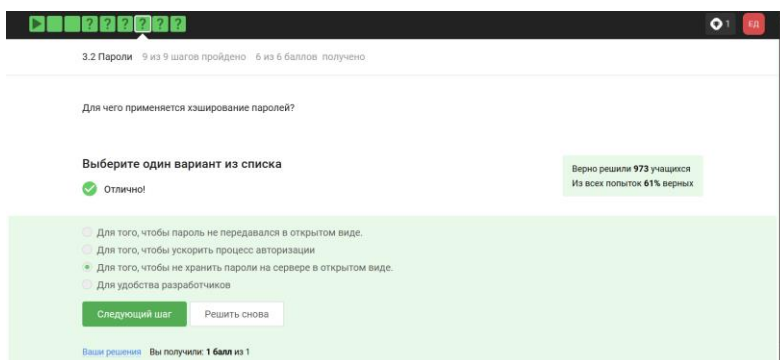 ? ? ? ? ? ?
1 ЕД
3.2 Пароли 9 из 9 шагов пройдено 6 из 6 баллов получено
Для чего применяется хэширование паролей?
Выберите один вариант из списка
Отлично!
Верно решили 973 учащихся
Из всех попыток 61% верных
Для того, чтобы пароль не передавался в открытом виде.
Для того, чтобы ускорить процесс авторизации
Для того, чтобы не хранить пароли на сервере в открытом виде.
Для удобства разработчиков
Следующий шаг Решить снова
Ваши решения Вы получили: 1 балл из 1